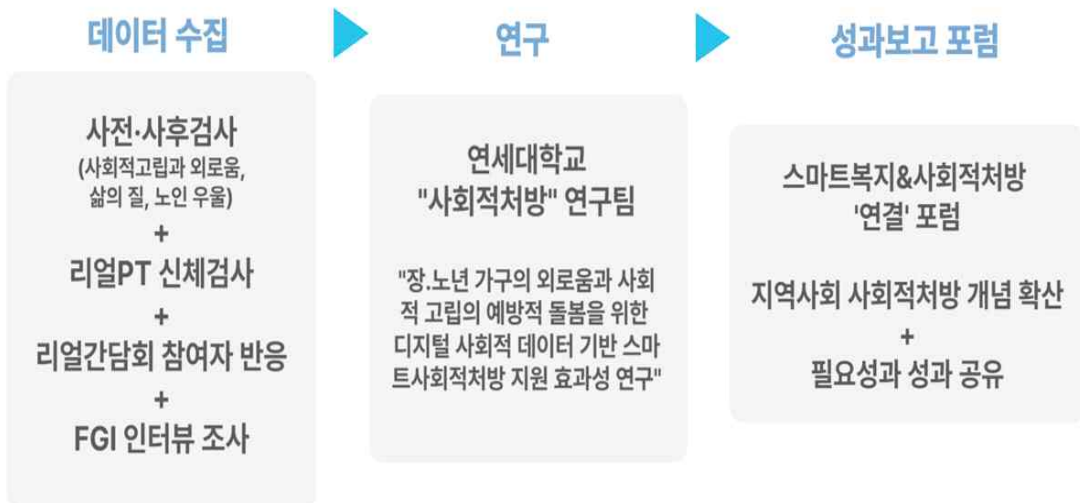 데이터 수집
사전·사후검사
(사회적고립과 외로움,
삶의 질, 노인 우울)
+
리얼PT 신체검사
+
리얼간담회 참여자 반응
+
FGI 인터뷰 조사
연구
연세대학교
"사회적처방" 연구팀
"장.노년 가구의 외로움과 사회
적 고립의 예방적 돌봄을 위한
디지털 사회적 데이터 기반 스마
트사회적처방 지원 효과성 연구"
성과보고 포럼
스마트복지&사회적처방
'연결' 포럼
지역사회 사회적처방 개념 확산
+
필요성과 성과 공유